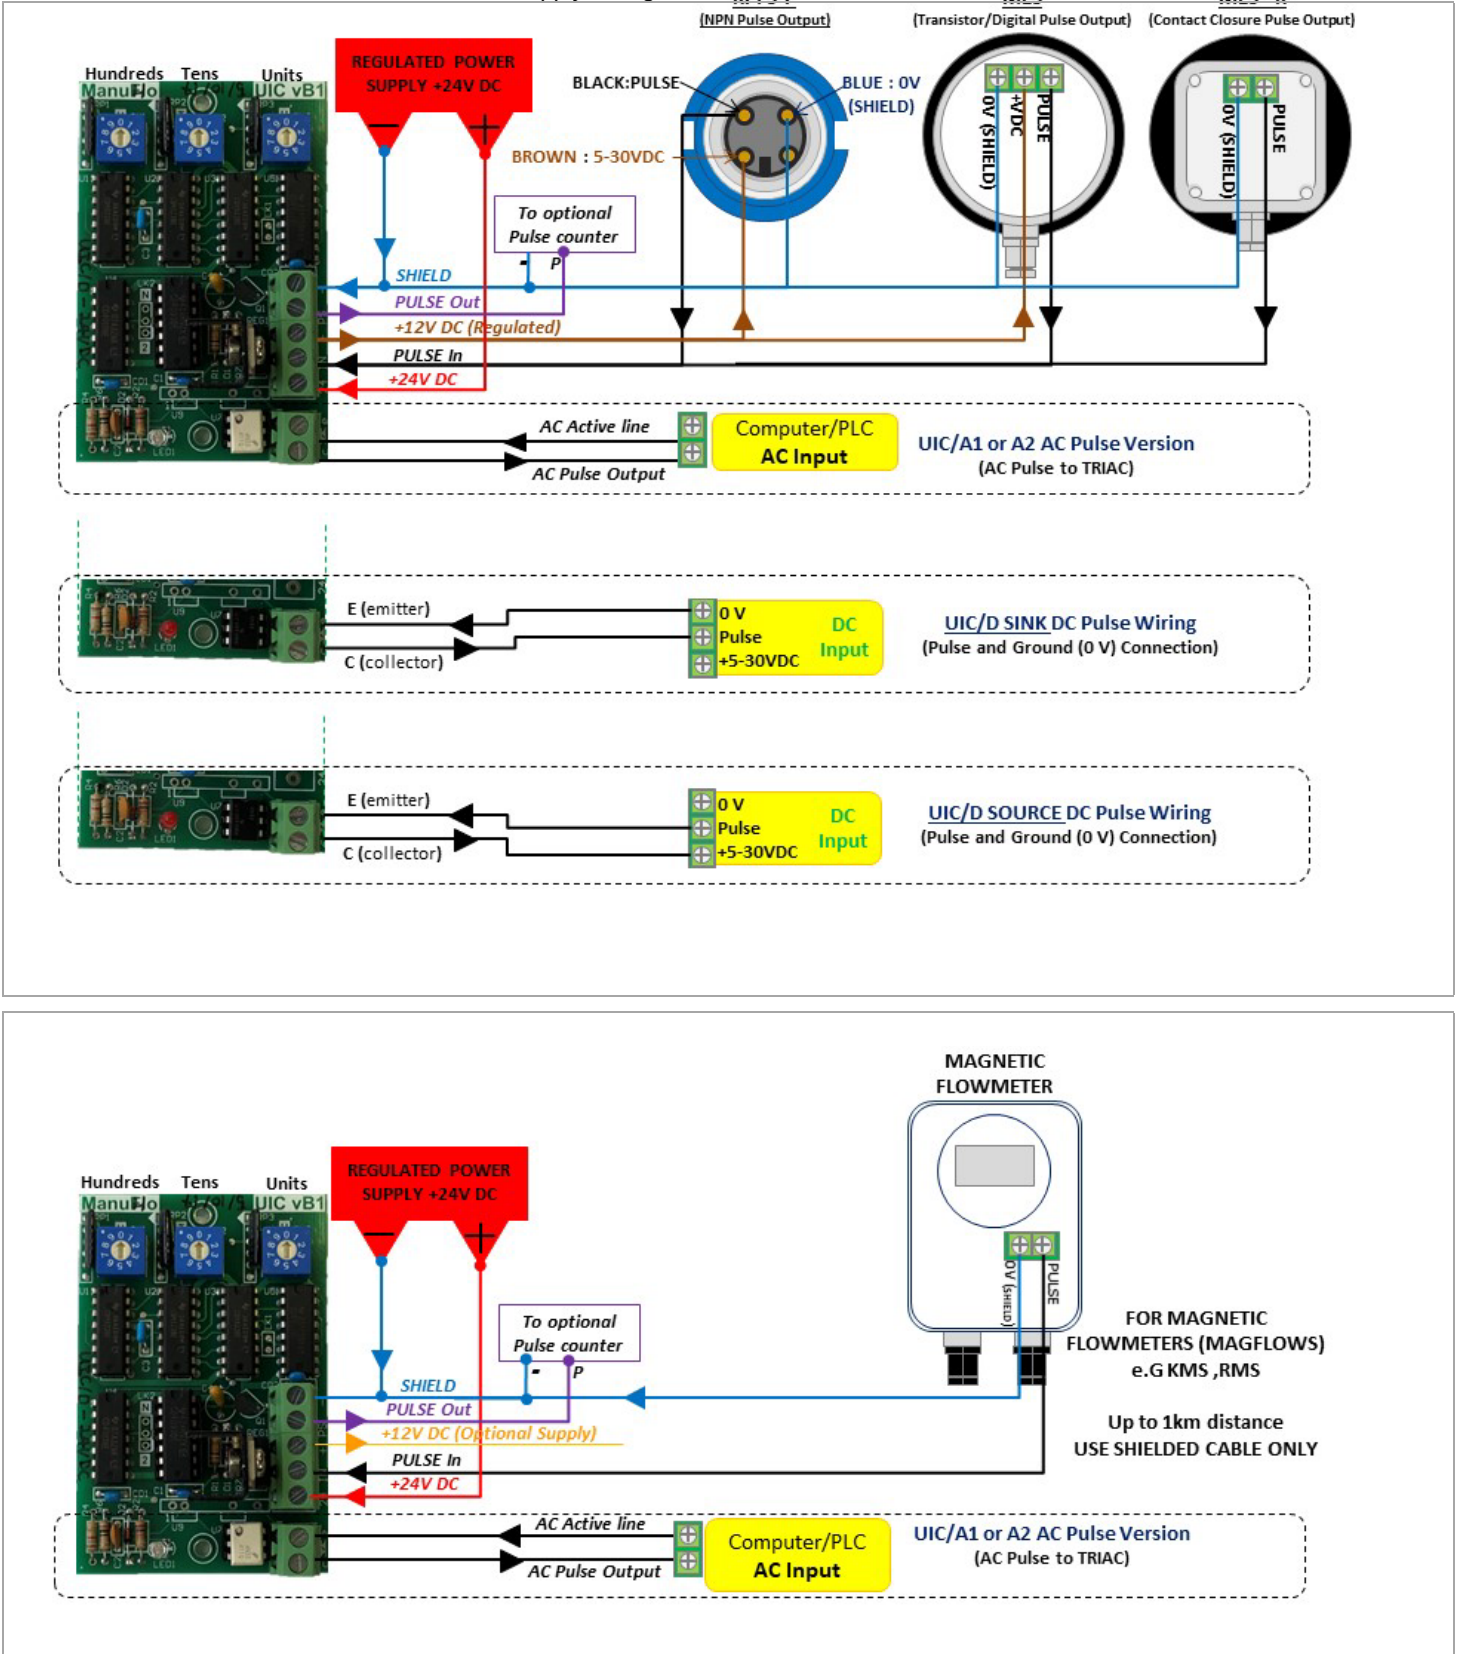 (NPN Pulse Output)
(Transistor/Digital Pulse Output)
(Contact Closure Pulse Output)
REGULATED POWER
SUPPLY +24V DC
Hundreds Tens Units
UIC vB1
BLACK:PULSE
BLUE : 0V
(SHIELD)
BROWN : 5-30VDC
0V (SHIELD)
+VDC
PULSE
0V (SHIELD)
PULSE
To optional
Pulse counter
- P
SHIELD
PULSE Out
+12V DC (Regulated)
PULSE In
+24V DC
AC Active line
AC Pulse Output
Computer/PLC
AC Input
UIC/A1 or A2 AC Pulse Version
(AC Pulse to TRIAC)
E (emitter)
C (collector)
0 V
Pulse
+5-30VDC
DC
Input
UIC/D SINK DC Pulse Wiring
(Pulse and Ground (0 V) Connection)
E (emitter)
C (collector)
0 V
Pulse
+5-30VDC
DC
Input
UIC/D SOURCE DC Pulse Wiring
(Pulse and Ground (0 V) Connection)
MAGNETIC
FLOWMETER
REGULATED POWER
SUPPLY +24V DC
Hundreds Tens Units
UIC vB1
0V (SHIELD)
PULSE
To optional
Pulse counter
- P
SHIELD
PULSE Out
+12V DC (Optional Supply)
PULSE In
+24V DC
FOR MAGNETIC
FLOWMETERS (MAGFLOWS)
e.G KMS ,RMS
Up to 1km distance
USE SHIELDED CABLE ONLY
AC Active line
AC Pulse Output
Computer/PLC
AC Input
UIC/A1 or A2 AC Pulse Version
(AC Pulse to TRIAC)